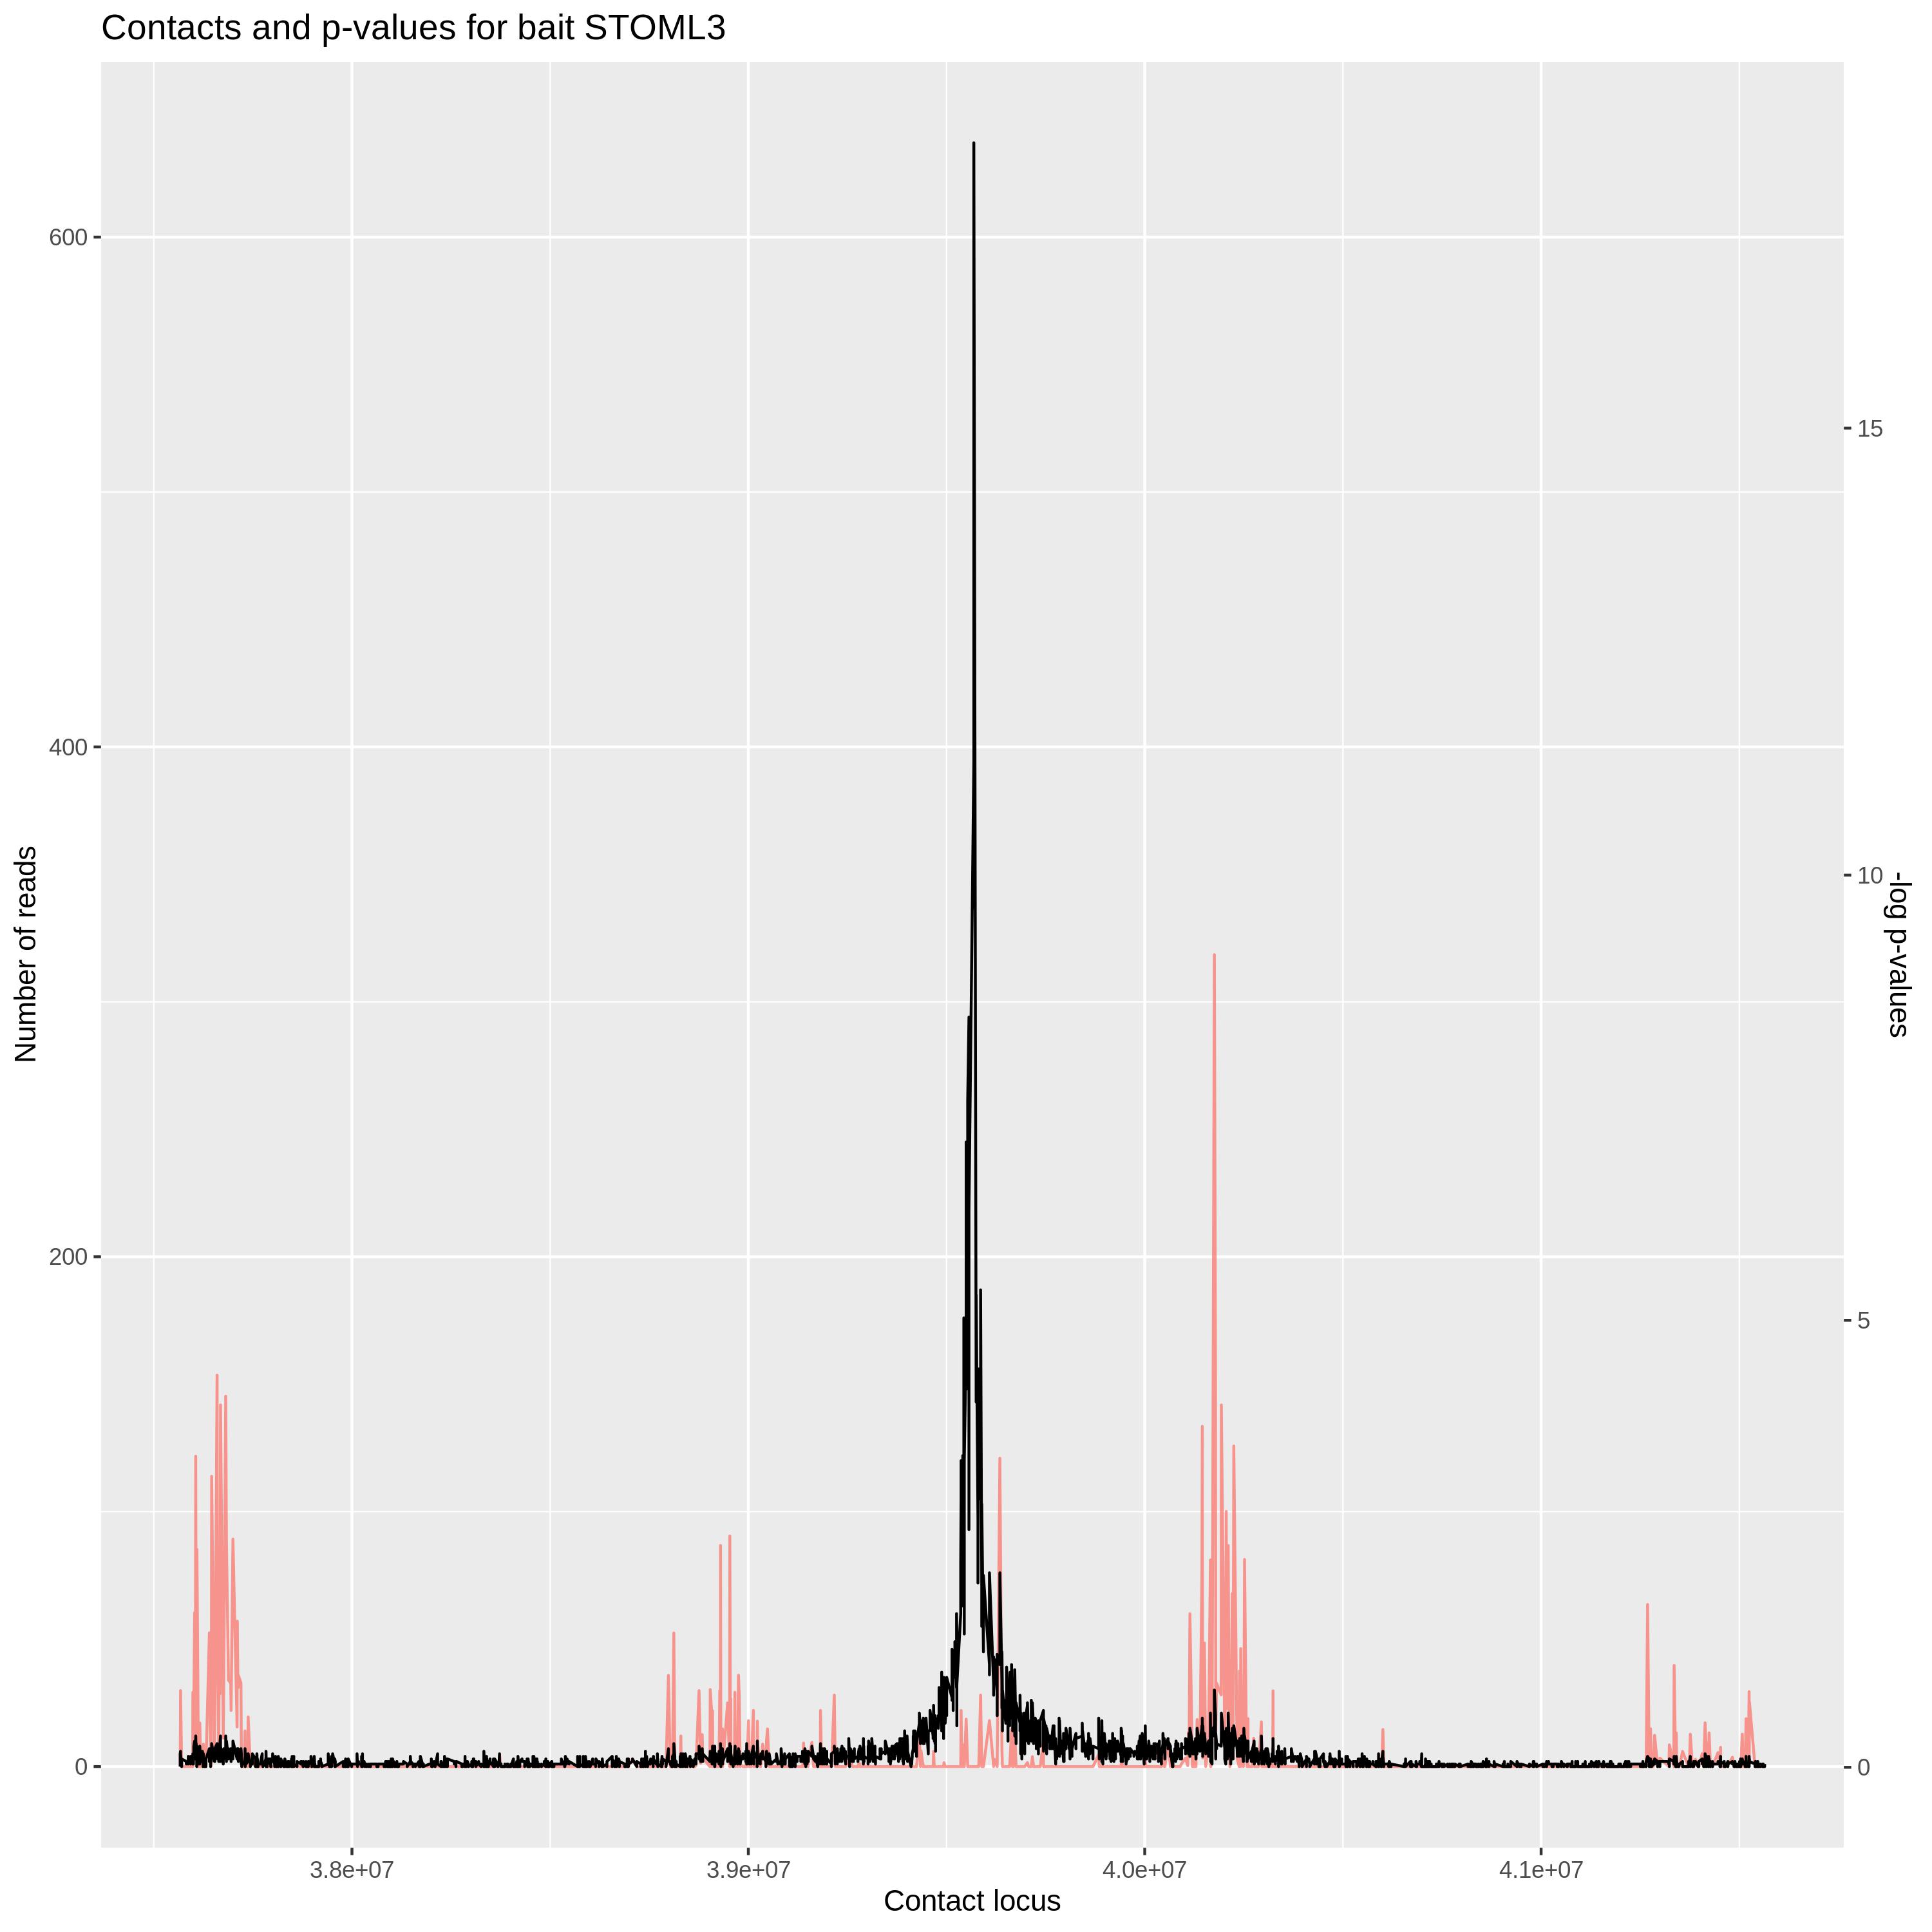 Contacts and p-values for bait STOML3
600
400
200
0
Number of reads
15
10
5
0
-log p-values
3.8e+07
3.9e+07
4.0e+07
4.1e+07
Contact locus